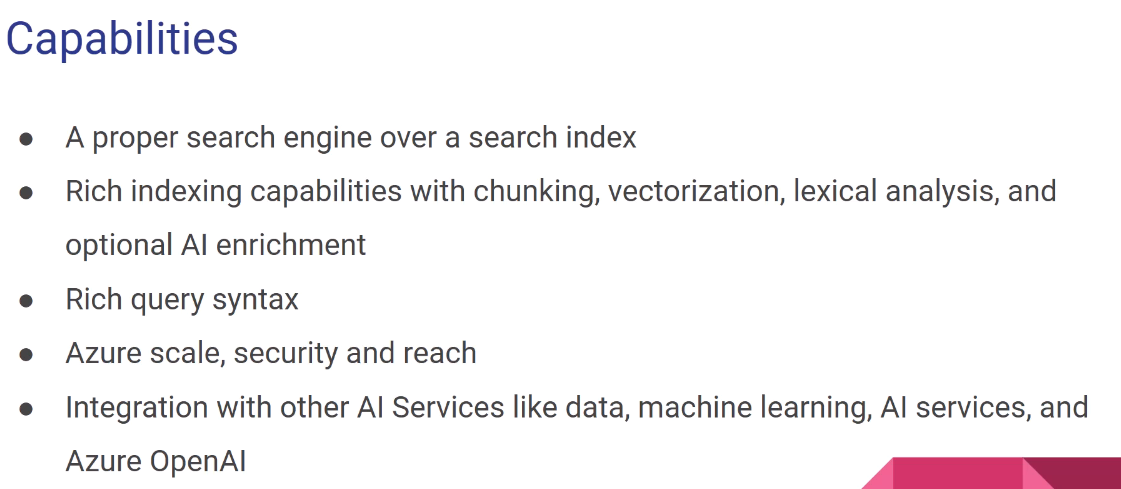 Capabilities
● A proper search engine over a search index
● Rich indexing capabilities with chunking, vectorization, lexical analysis, and
optional AI enrichment
● Rich query syntax
● Azure scale, security and reach
● Integration with other AI Services like data, machine learning, AI services, and
Azure OpenAI